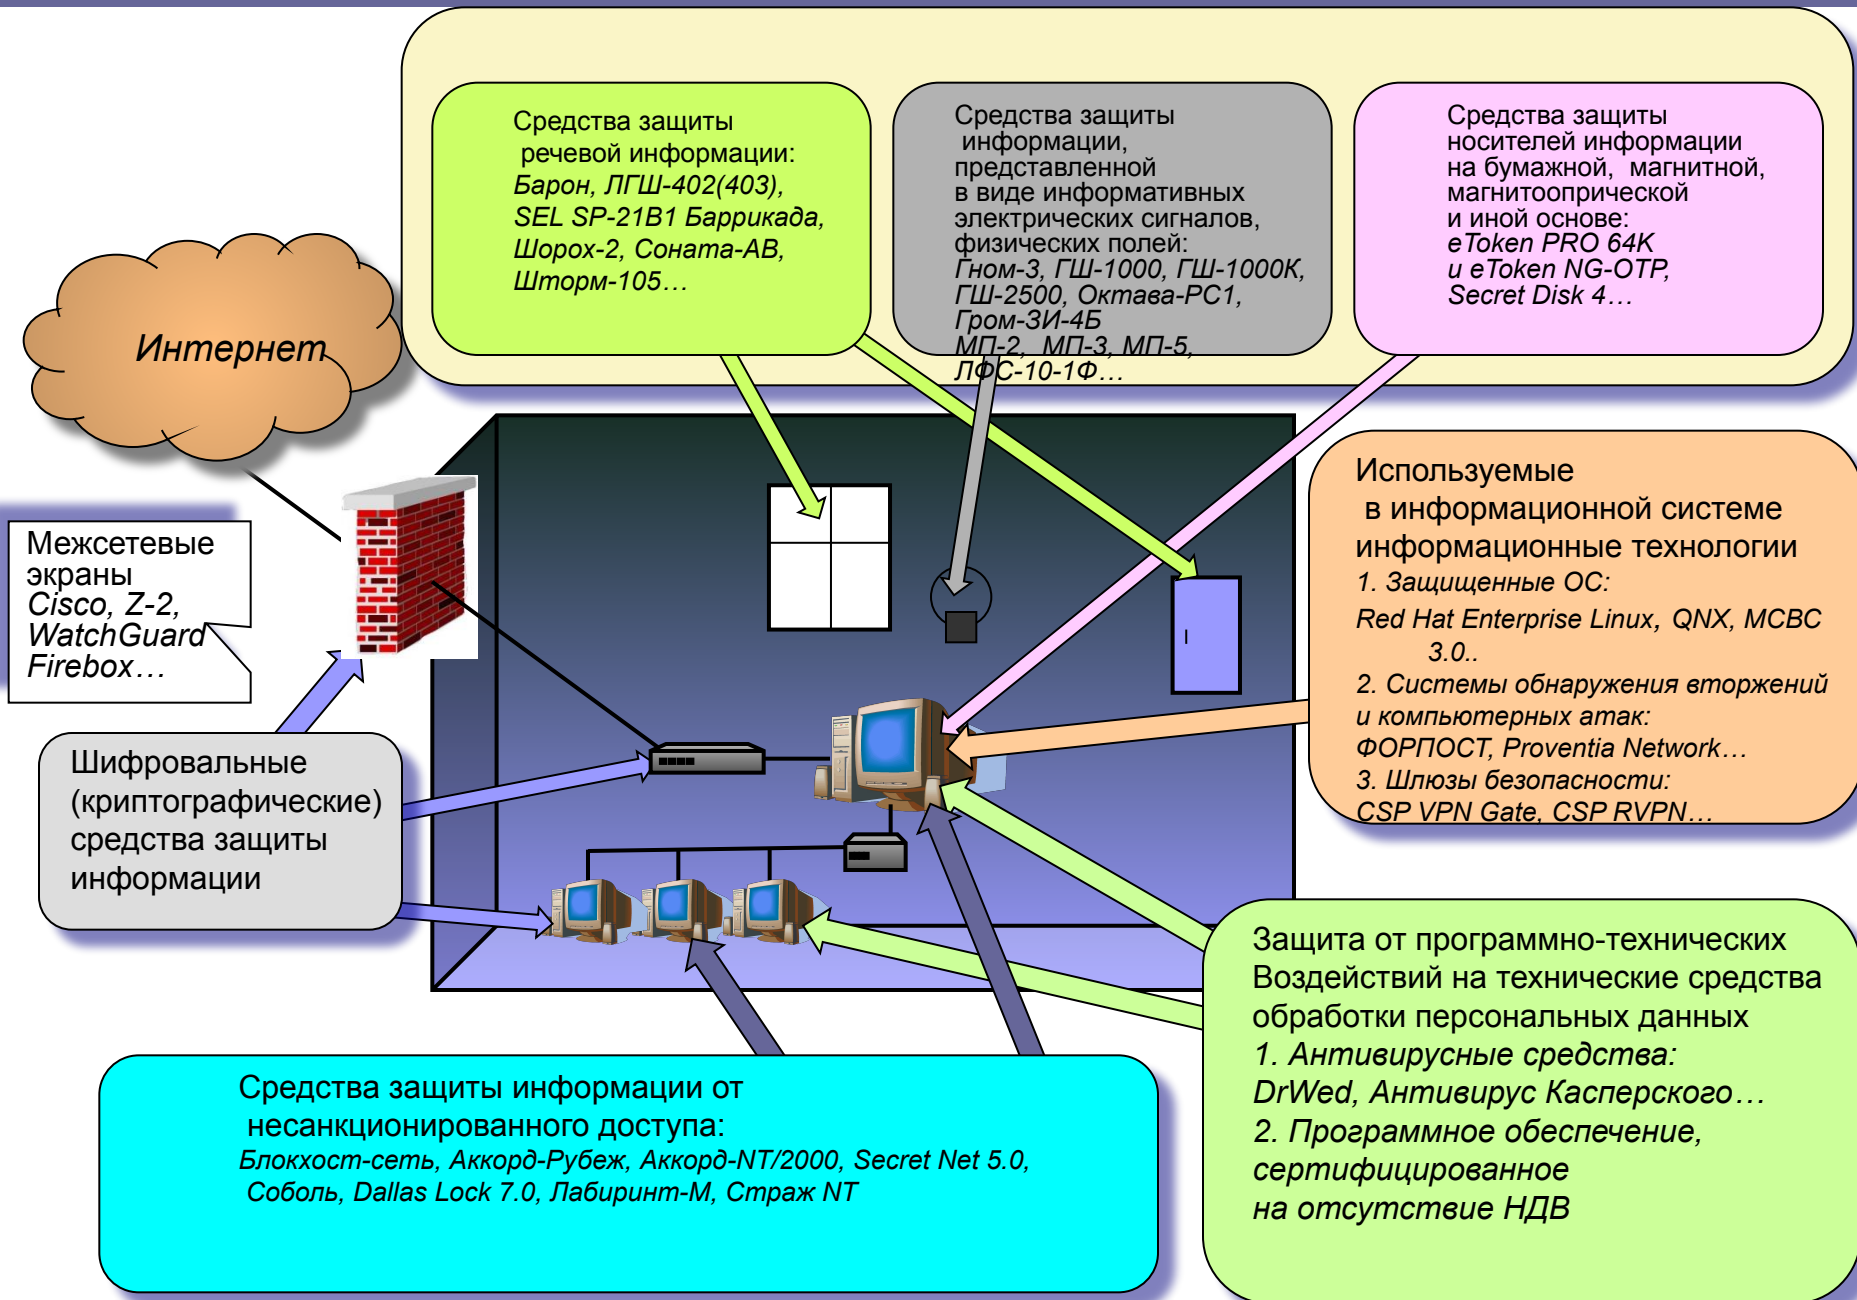 Средства защиты
речевой информации:
Барон, ЛГШ-402(403),
SEL SP-21B1 Баррикада,
Шорох-2, Соната-АВ,
Шторм-105…
Средства защиты
информации,
представленной
в виде информативных
электрических сигналов,
физических полей:
Гном-3, ГШ-1000, ГШ-1000К,
ГШ-2500, Октава-РС1,
Гром-ЗИ-4Б
МП-2, МП-3, МП-5,
ЛФС-10-1Ф…
Средства защиты
носителей информации
на бумажной, магнитной,
магнитоопрической
и иной основе:
eToken PRO 64K
и eToken NG-OTP,
Secret Disk 4…
Интернет
Межсетевые
экраны
Cisco, Z-2,
WatchGuard
Firebox…
Используемые
в информационной системе
информационные технологии
1. Защищенные ОС:
Red Hat Enterprise Linux, QNX, МСВС
3.0..
2. Системы обнаружения вторжений
и компьютерных атак:
ФОРПОСТ, Proventia Network…
3. Шлюзы безопасности:
CSP VPN Gate, CSP RVPN…
Шифровальные
(криптографические)
средства защиты
информации
Защита от программно-технических
Воздействий на технические средства
обработки персональных данных
1. Антивирусные средства:
DrWed, Антивирус Касперского…
2. Программное обеспечение,
сертифицированное
на отсутствие НДВ
Средства защиты информации от
несанкционированного доступа:
Блокхост-сеть, Аккорд-Рубеж, Аккорд-NT/2000, Secret Net 5.0,
Соболь, Dallas Lock 7.0, Лабиринт-М, Страж NT